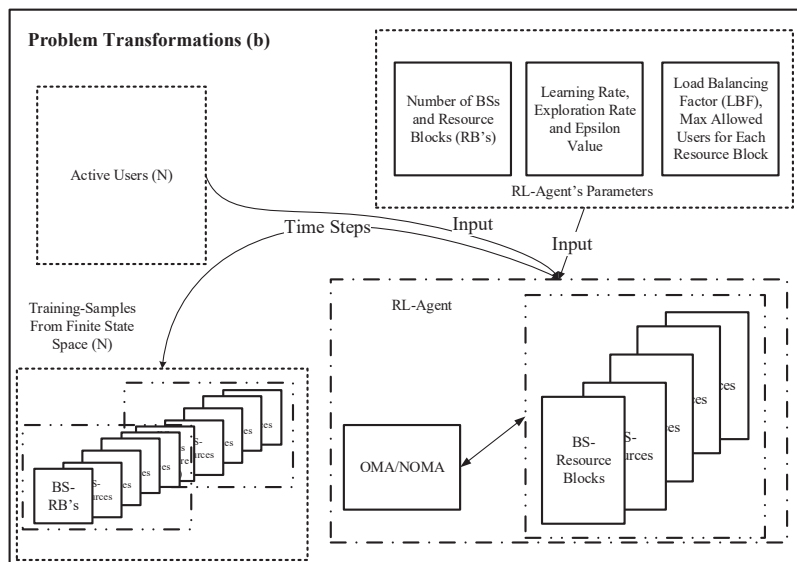 Problem Transformations (b)
Number of BSs
and Resource
Blocks (RB's)
Learning Rate,
Exploration Rate
and Epsilon
Value
Load Balancing
Factor (LBF),
Max Allowed
Users for Each
Resource Block
RL-Agent's Parameters
Active Users (N)
Input
Time Steps
Input
Training-Samples
From Finite State
Space (N)
RL-Agent
OMA/NOMA
BS-
Resource
Blocks
BS-
RB's